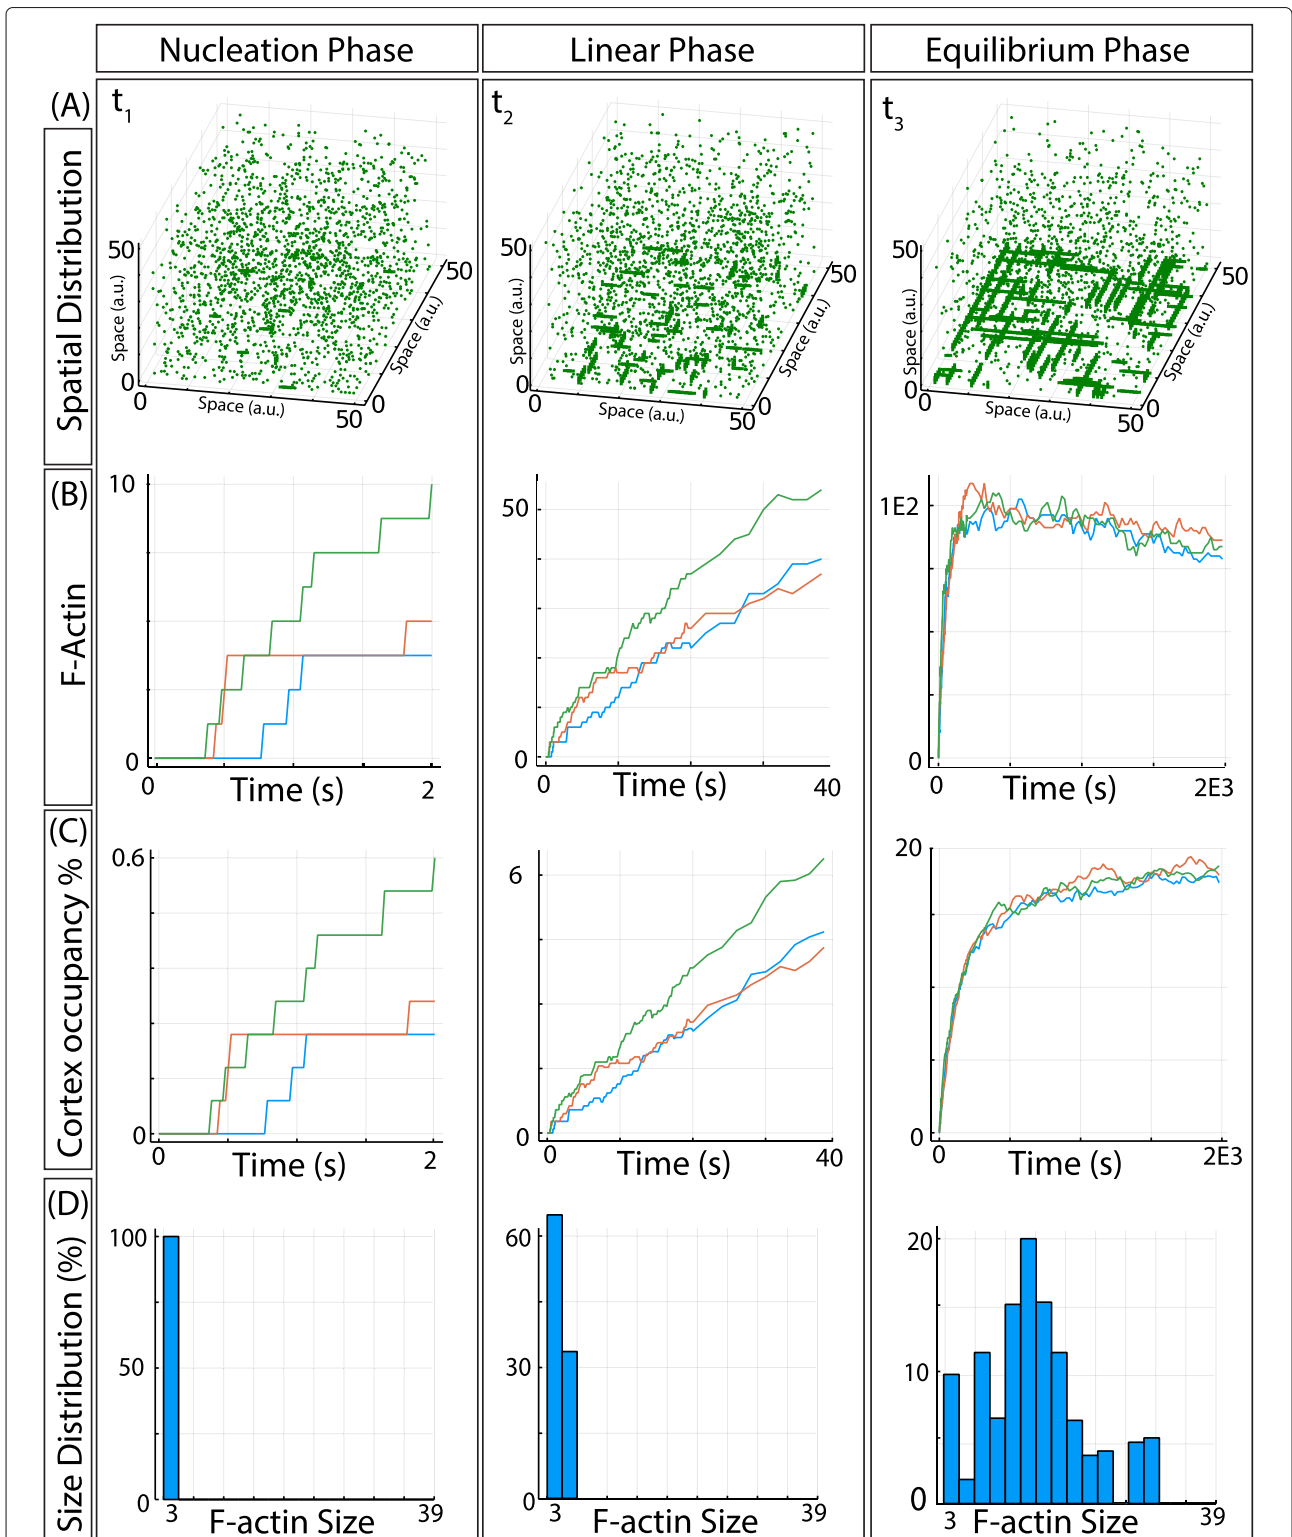 Nucleation Phase
Linear Phase
Equilibrium Phase
(A)
Spatial Distribution
t1
50
Space (a.u.)
0
0
Space (a.u.)
50
0
Space (a.u.)
50
t2
50
Space (a.u.)
0
0
Space (a.u.)
50
0
Space (a.u.)
50
t3
50
Space (a.u.)
0
0
Space (a.u.)
50
0
Space (a.u.)
50
(B)
F-Actin
10
0
0
Time (s)
2
50
0
0
Time (s)
40
1E2
0
0
Time (s)
2E3
(C)
Cortex occupancy %
0.6
0
0
Time (s)
2
6
0
0
Time (s)
40
20
0
0
Time (s)
2E3
(D)
Size Distribution (%)
100
50
0
3
F-actin Size
39
60
30
0
3
F-actin Size
39
20
10
0
3
F-actin Size
39